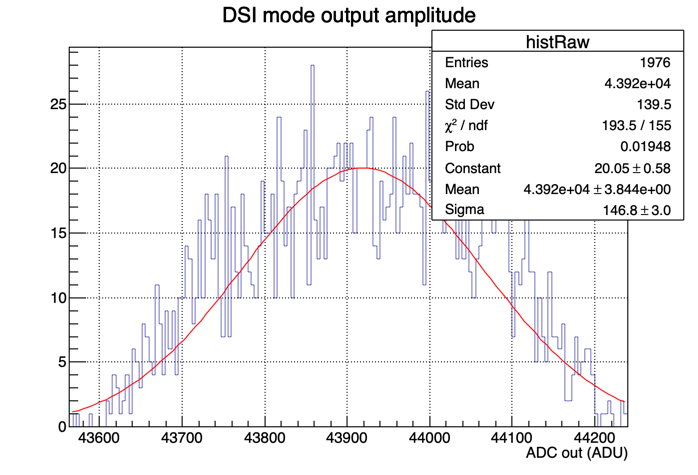 DSI mode output amplitude
histRaw
Entries 1976
Mean 4.392e+04
Std Dev 139.5
χ² / ndf 193.5 / 155
Prob 0.01948
Constant 20.05 ± 0.58
Mean 4.392e+04 ± 3.844e+00
Sigma 146.8 ± 3.0
25
20
15
10
5
0
43600 43700 43800 43900 44000 44100 44200
ADC out (ADU)